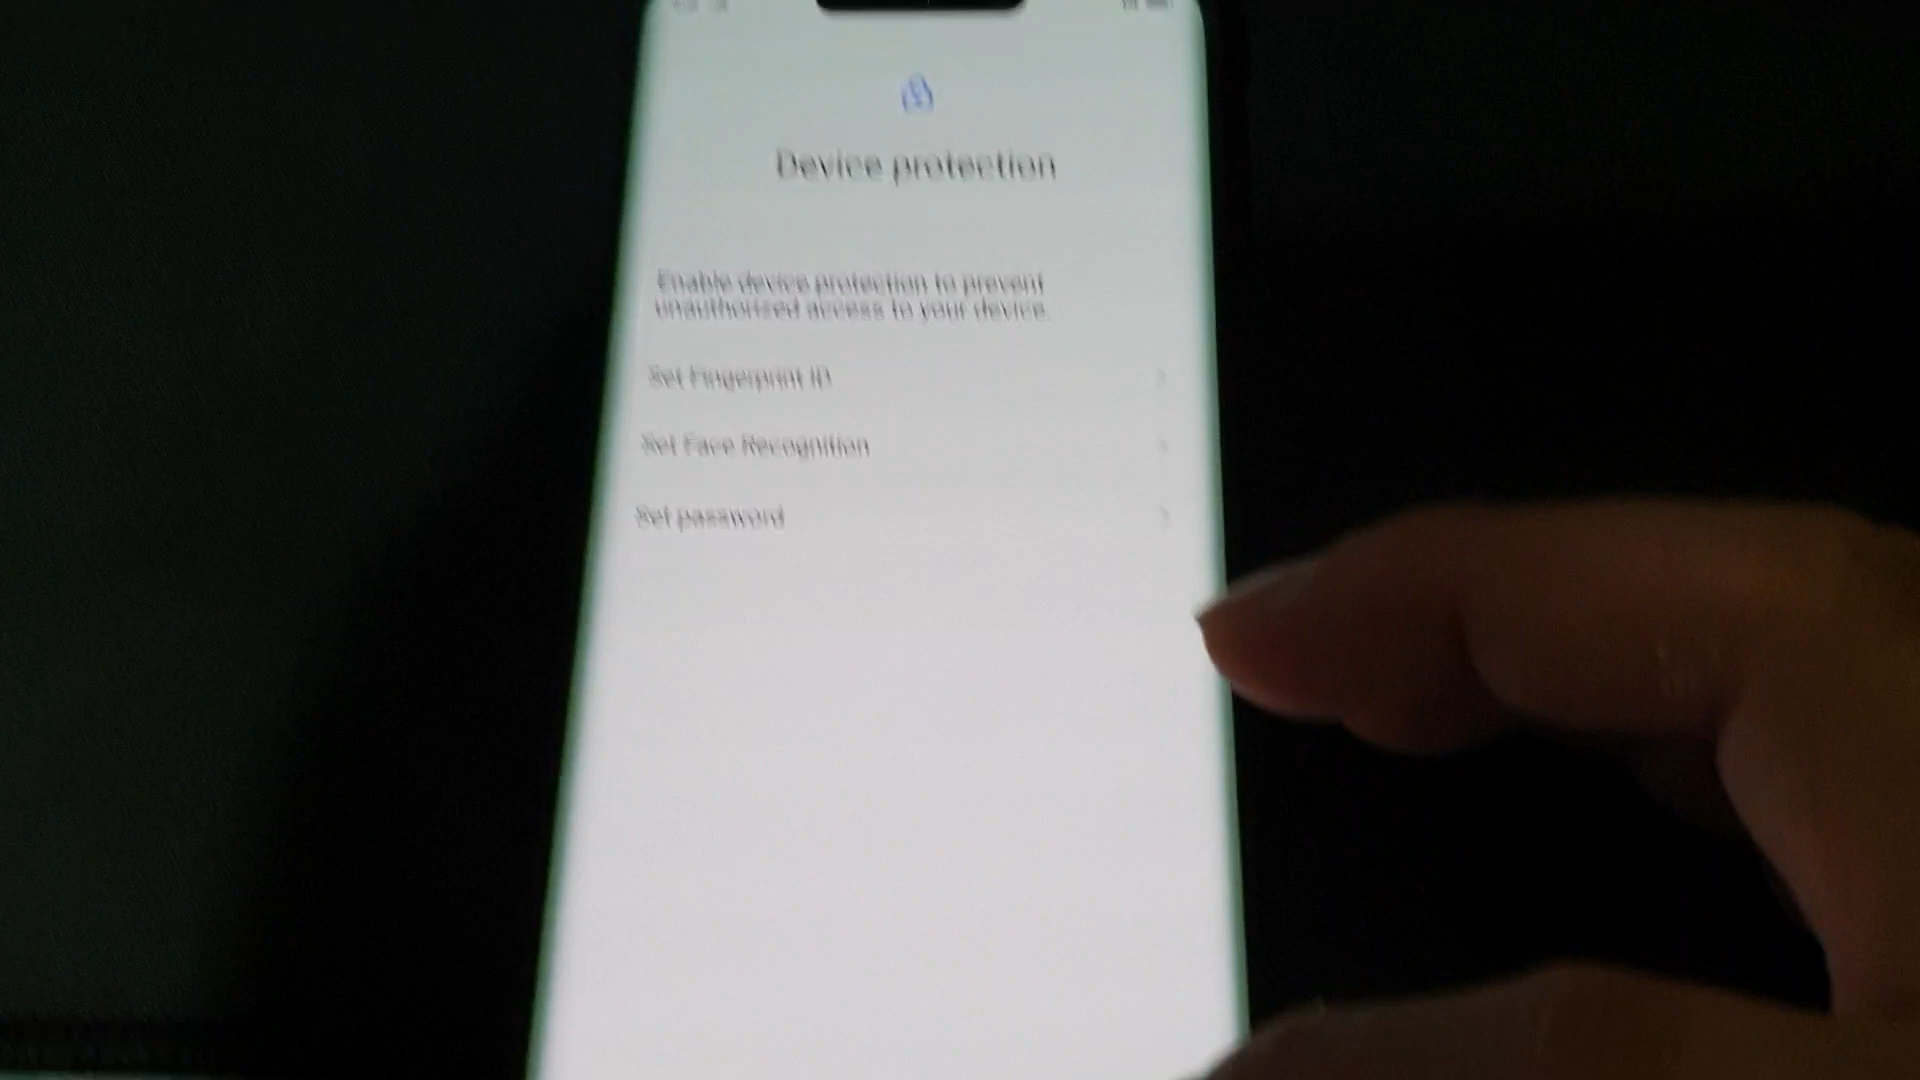 Device protection
Enable device protection to prevent
unauthorised access to your device.
Set Fingerprint ID
Set Face Recognition
Set password